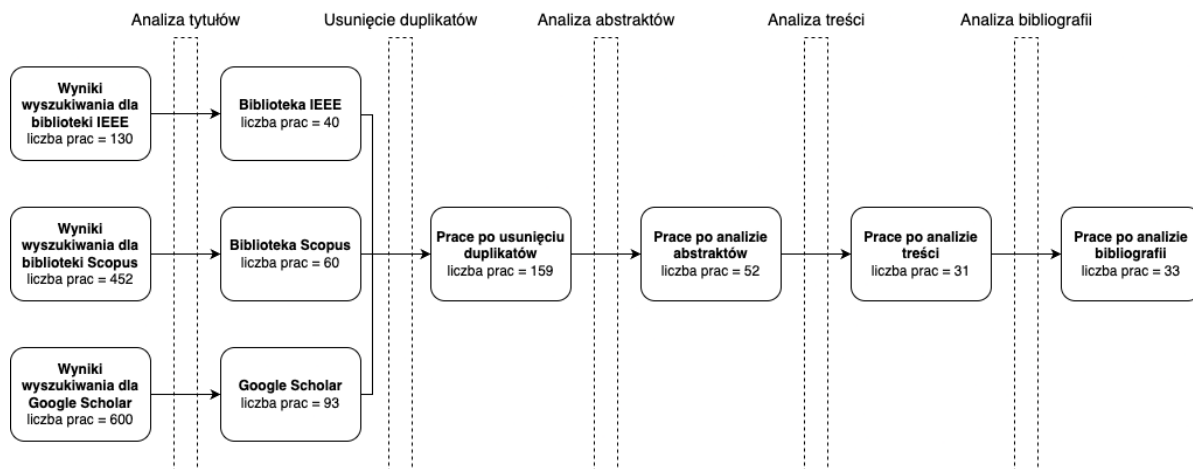 Analiza tytułów
Usunięcie duplikatów
Analiza abstraktów
Analiza treści
Analiza bibliografii
Wyniki
wyszukiwania dla
biblioteki IEEE
liczba prac = 130
Biblioteka IEEE
liczba prac = 40
Wyniki
wyszukiwania dla
biblioteki Scopus
liczba prac = 452
Biblioteka Scopus
liczba prac = 60
Prace po usunięciu
duplikatów
liczba prac = 159
Prace po analizie
abstraktów
liczba prac = 52
Prace po analizie
treści
liczba prac = 31
Prace po analizie
bibliografii
liczba prac = 33
Wyniki
wyszukiwania dla
Google Scholar
liczba prac = 600
Google Scholar
liczba prac = 93